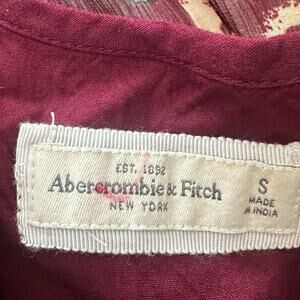 EST. 1892
Abercrombie & Fitch
NEW YORK
S
MADE
IN INDIA